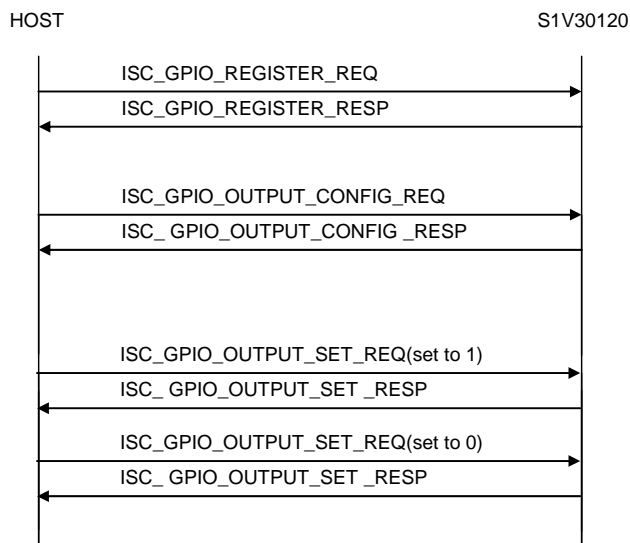 HOST S1V30120
ISC_GPIO_REGISTER_REQ
ISC_GPIO_REGISTER_RESP
ISC_GPIO_OUTPUT_CONFIG_REQ
ISC_ GPIO_OUTPUT_CONFIG _RESP
ISC_GPIO_OUTPUT_SET_REQ(set to 1)
ISC_ GPIO_OUTPUT_SET _RESP
ISC_GPIO_OUTPUT_SET_REQ(set to 0)
ISC_ GPIO_OUTPUT_SET _RESP